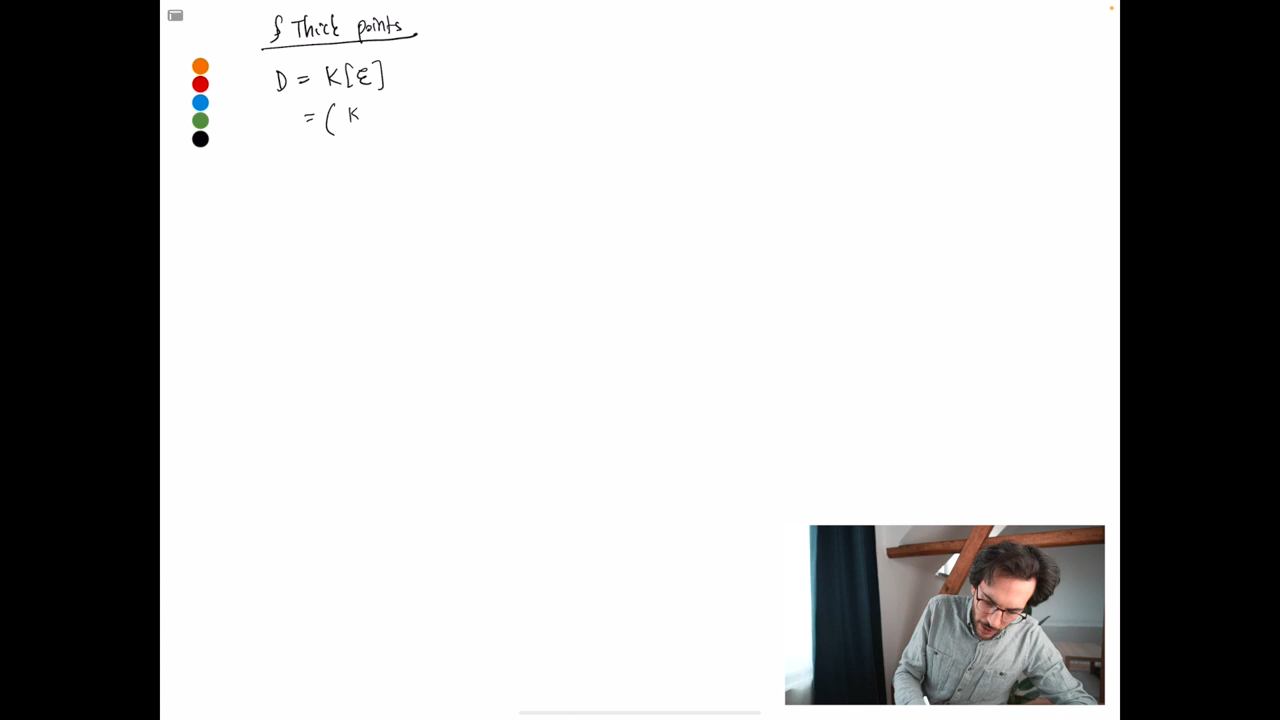 § Thick points
D = K[ε]
= ( K